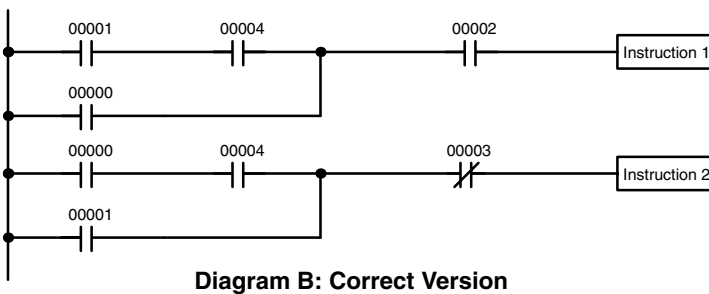 00001 00004 00002
Instruction 1
00000
00000 00004 00003
Instruction 2
00001
Diagram B: Correct Version